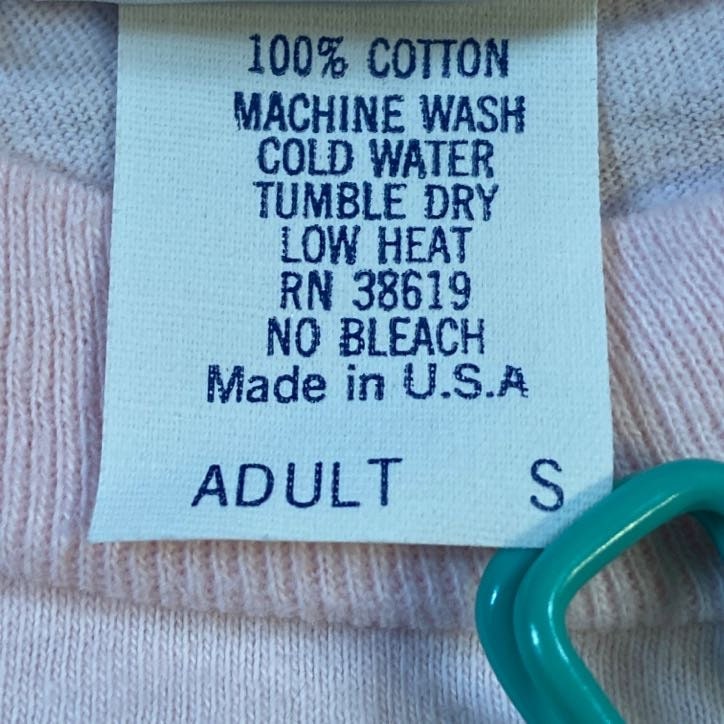 100% COTTON
MACHINE WASH
COLD WATER
TUMBLE DRY
LOW HEAT
RN 38619
NO BLEACH
Made in U.S.A
ADULT S